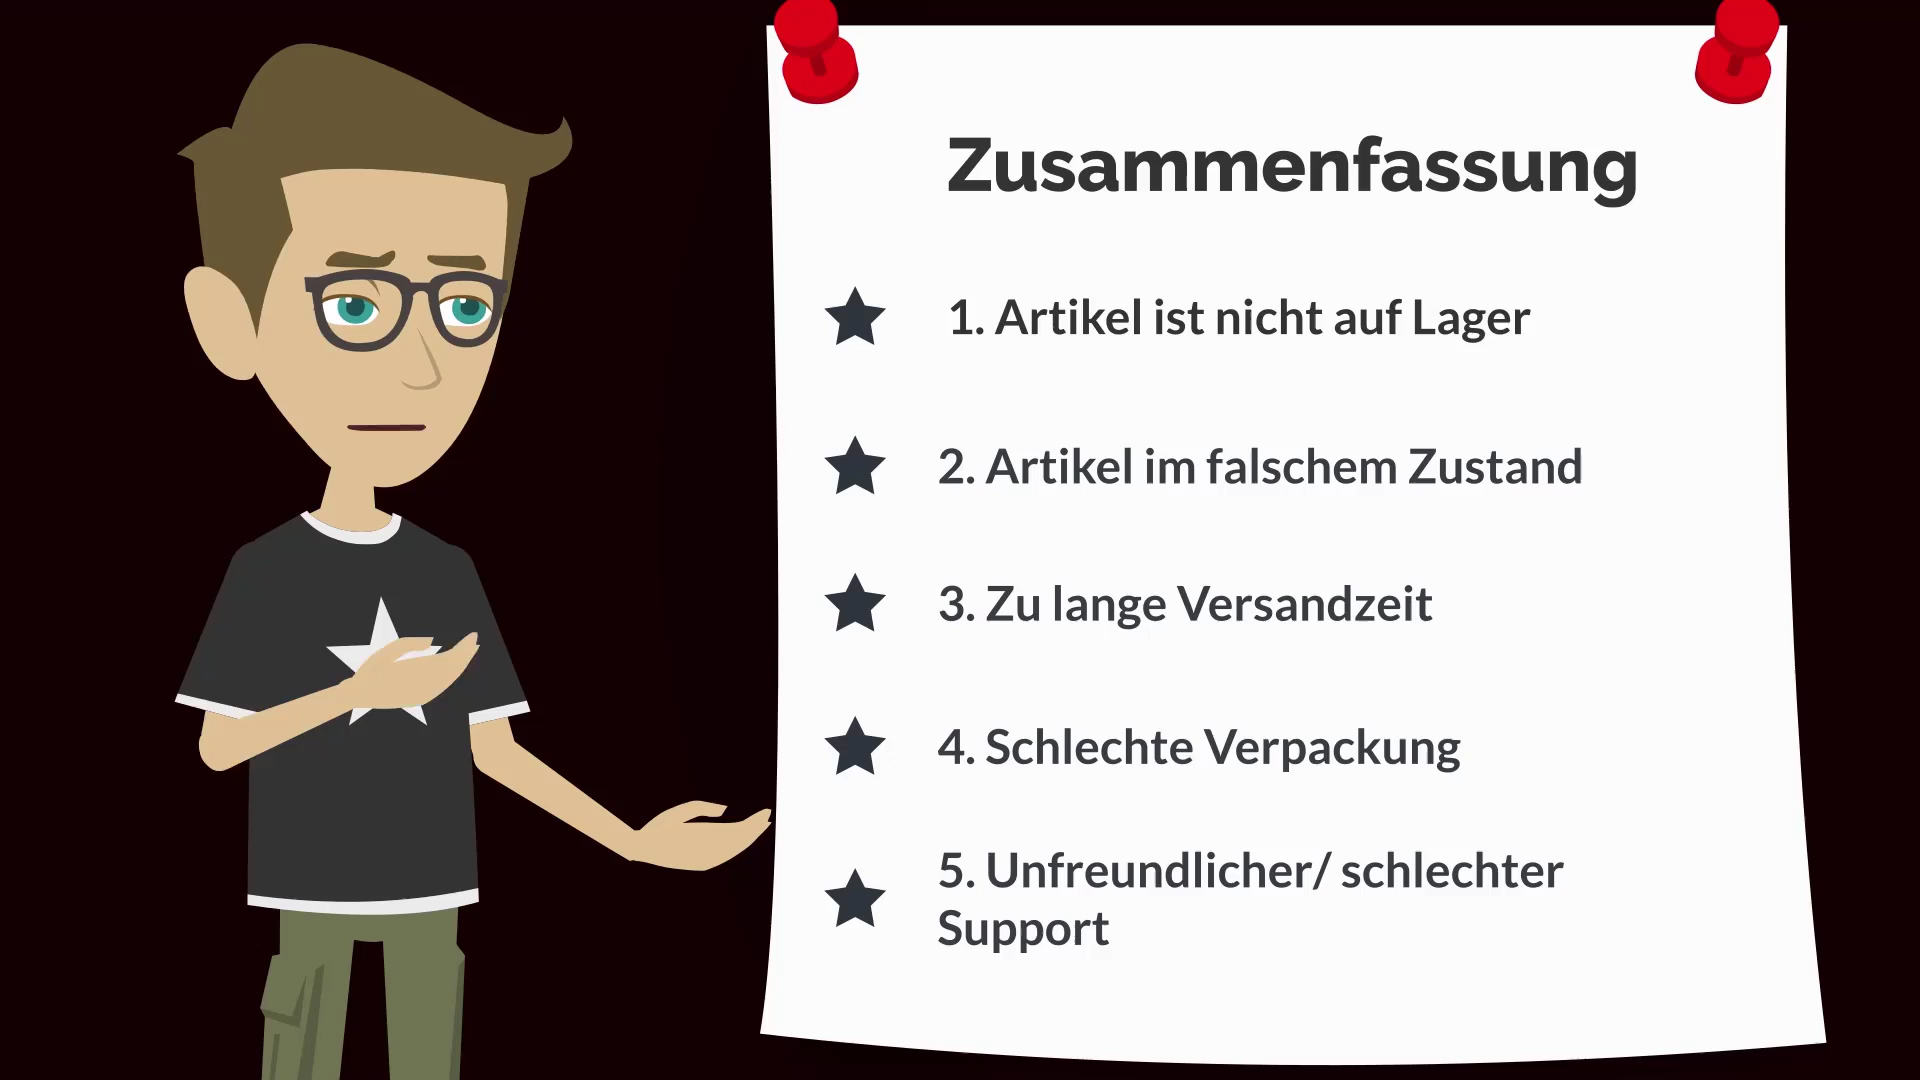 Zusammenfassung
1. Artikel ist nicht auf Lager
2. Artikel im falschem Zustand
3. Zu lange Versandzeit
4. Schlechte Verpackung
5. Unfreundlicher/ schlechter
Support